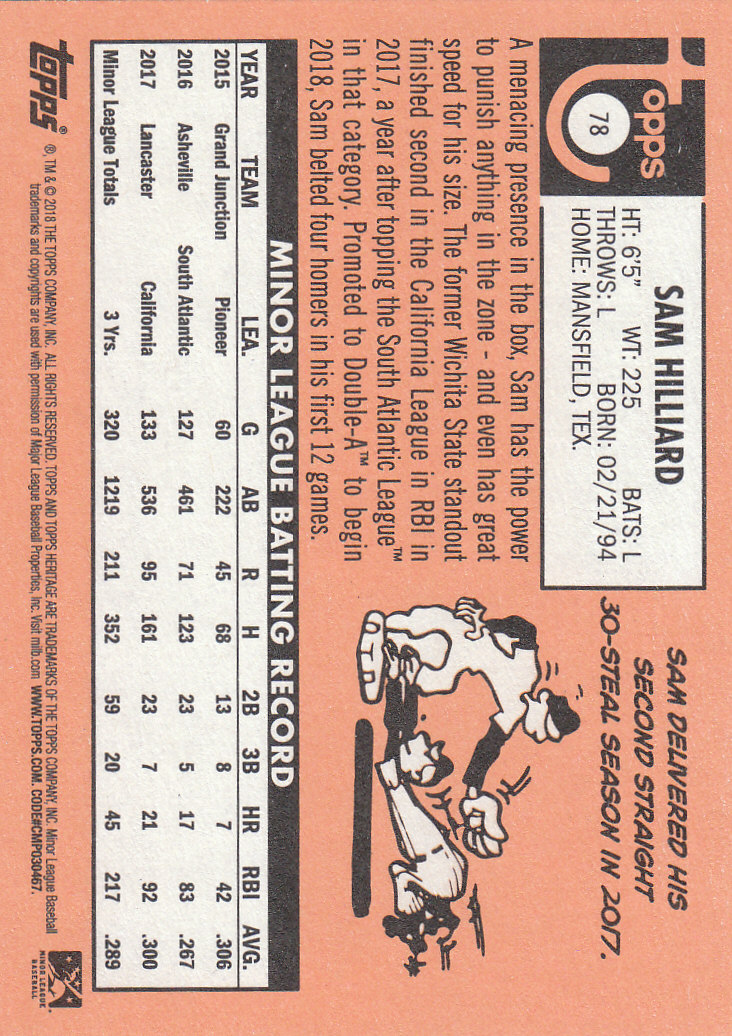 topps
78
SAM HILLIARD
HT: 6'5" WT: 225 BATS: L
THROWS: L BORN: 02/21/94
HOME: MANSFIELD, TEX.
SAM DELIVERED HIS
SECOND STRAIGHT
30-STEAL SEASON IN 2017.
A menacing presence in the box, Sam has the power
to punish anything in the zone - and even has great
speed for his size. The former Wichita State standout
finished second in the California League in RBI in
2017, a year after topping the South Atlantic League™
in that category. Promoted to Double-A™ to begin
2018, Sam belted four homers in his first 12 games.
MINOR LEAGUE BATTING RECORD
YEAR TEAM LEA. G AB R H 2B 3B HR RBI AVG.
2015 Grand Junction Pioneer 60 222 45 68 13 8 7 42 .306
2016 Asheville South Atlantic 127 461 71 123 23 5 17 83 .267
2017 Lancaster California 133 536 95 161 23 7 21 92 .300
Minor League Totals 3 Yrs. 320 1219 211 352 59 20 45 217 .289
topps® ®, TM & © 2018 THE TOPPS COMPANY, INC. ALL RIGHTS RESERVED. TOPPS AND TOPPS HERITAGE ARE TRADEMARKS OF THE TOPPS COMPANY, INC. Minor League Baseball
trademarks and copyrights are used with permission of Major League Baseball Properties, Inc. Visit milb.com WWW.TOPPS.COM. CODE#CMP030467.
MINOR LEAGUE
BASEBALL